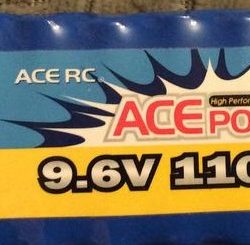 ACE RC
High Perfor
ACE PO
9.6V 110